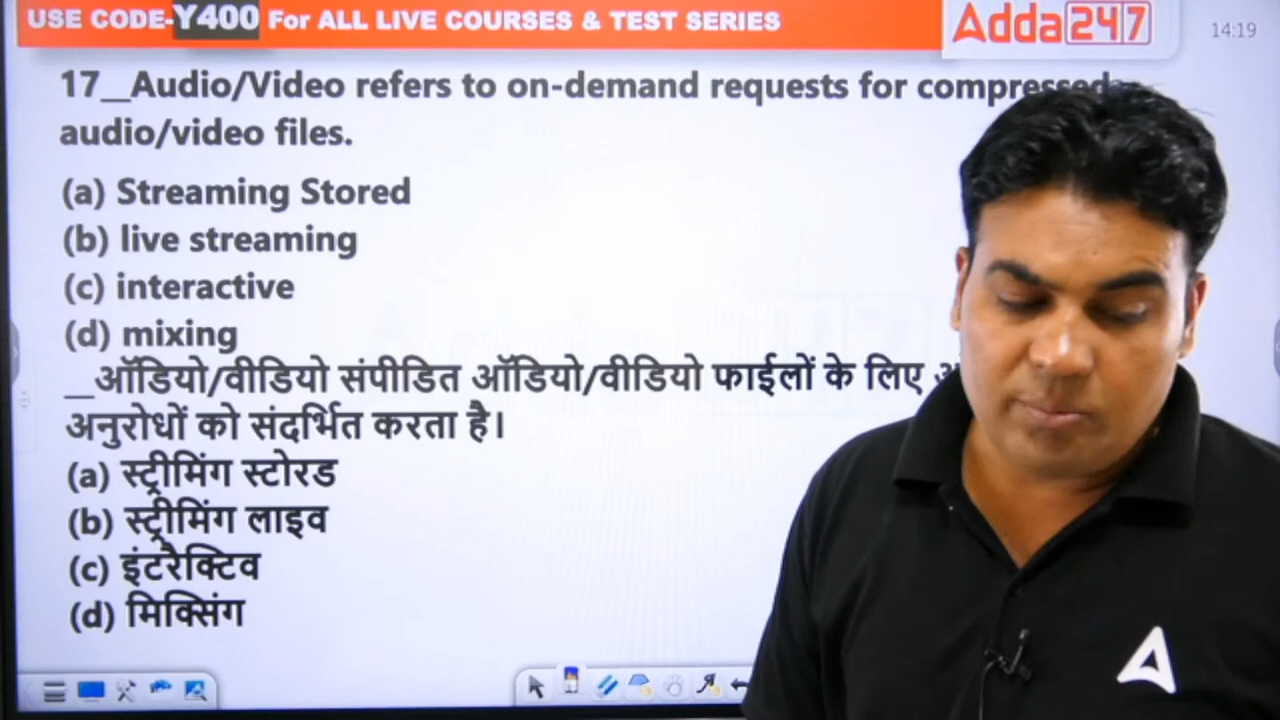 USE CODE-Y400 For ALL LIVE COURSES & TEST SERIES
Adda247
14:19
17__Audio/Video refers to on-demand requests for compressed
audio/video files.
(a) Streaming Stored
(b) live streaming
(c) interactive
(d) mixing
__ऑडियो/वीडियो संपीडित ऑडियो/वीडियो फाईलों के लिए
अनुरोधों को संदर्भित करता है।
(a) स्ट्रीमिंग स्टोरड
(b) स्ट्रीमिंग लाइव
(c) इंटरैक्टिव
(d) मिक्सिंग